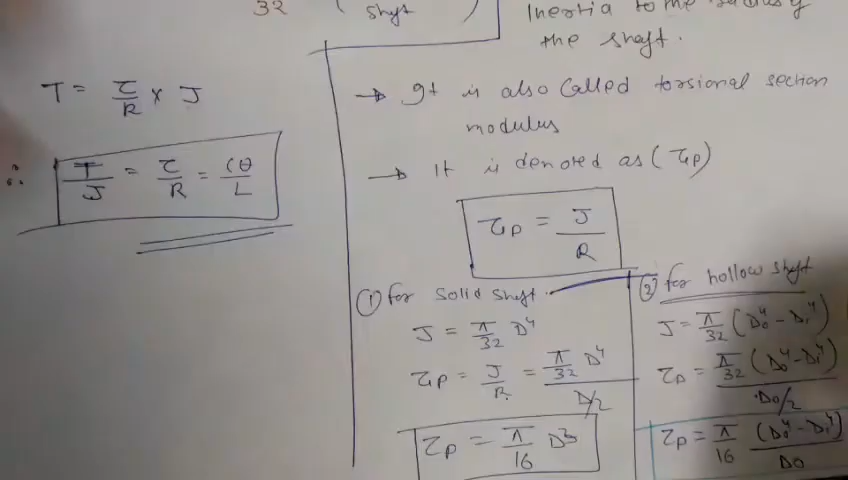 32 ( shaft )
T = τ/R × J
∴ T/J = τ/R = Cθ/L
Inertia to the radius of
the shaft.
→ It is also called torsional section
modulus
→ It is denoted as (Zp)
Zp = J/R
① for solid shaft.
J = π/32 D⁴
Zp = J/R = π/32 D⁴ / D/2
Zp = π/16 D³
② for hollow shaft
J = π/32 (Do⁴ - Di⁴)
Zp = π/32 (Do⁴ - Di⁴) / Do/2
Zp = π/16 (Do⁴ - Di⁴)/Do